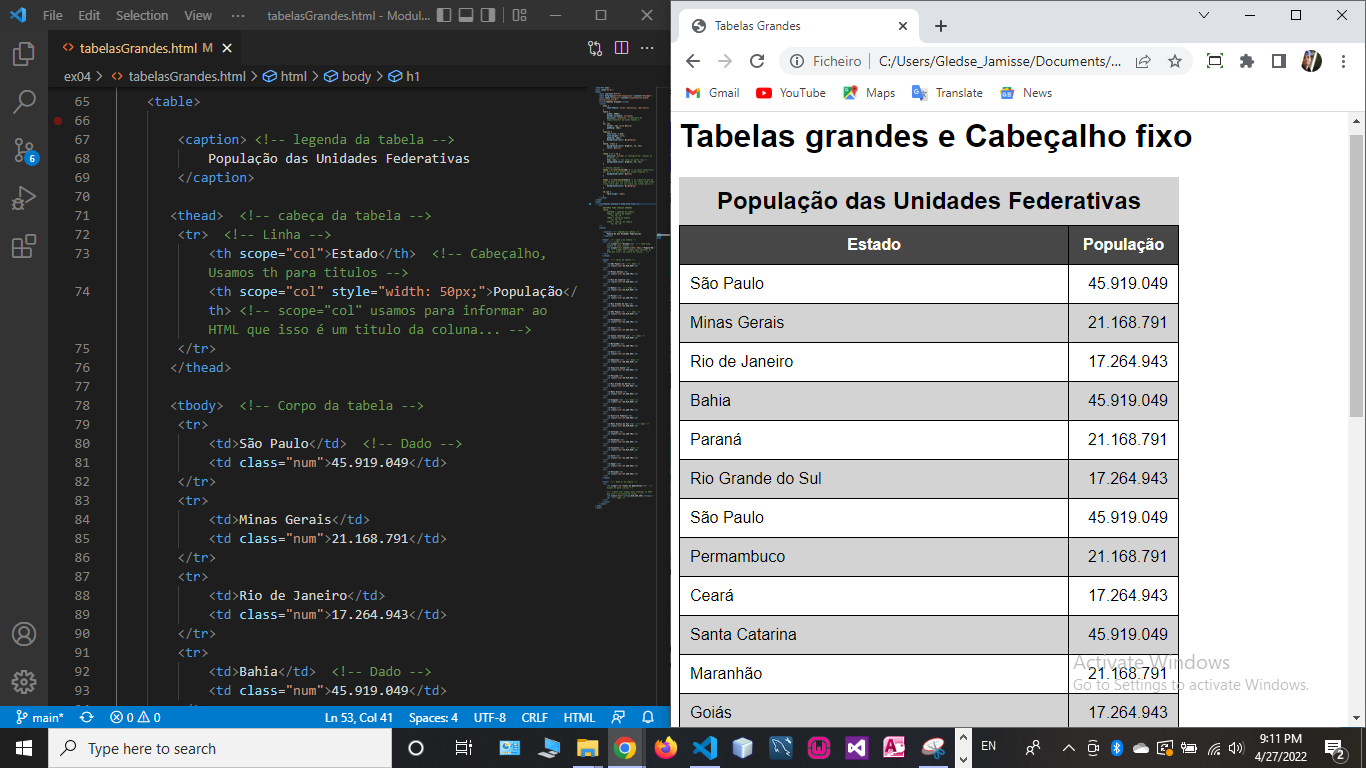 File Edit Selection View ··· tabelasGrandes.html - Modul...
tabelasGrandes.html M
ex04 > tabelasGrandes.html > html > body > h1
65 <table>
66
67 <caption> <!-- legenda da tabela -->
68 População das Unidades Federativas
69 </caption>
70
71 <thead> <!-- cabeça da tabela -->
72 <tr> <!-- Linha -->
73 <th scope="col">Estado</th> <!-- Cabeçalho,
Usamos th para titulos -->
74 <th scope="col" style="width: 50px;">População</
th> <!-- scope="col" usamos para informar ao
HTML que isso é um titulo da coluna... -->
75 </tr>
76 </thead>
77
78 <tbody> <!-- Corpo da tabela -->
79 <tr>
80 <td>São Paulo</td> <!-- Dado -->
81 <td class="num">45.919.049</td>
82 </tr>
83 <tr>
84 <td>Minas Gerais</td>
85 <td class="num">21.168.791</td>
86 </tr>
87 <tr>
88 <td>Rio de Janeiro</td>
89 <td class="num">17.264.943</td>
90 </tr>
91 <tr>
92 <td>Bahia</td> <!-- Dado -->
93 <td class="num">45.919.049</td>
6
main* 0 0 Ln 53, Col 41 Spaces: 4 UTF-8 CRLF HTML
Tabelas Grandes
Ficheiro | C:/Users/Gledse_Jamisse/Documents/...
Gmail YouTube Maps Translate News
Tabelas grandes e Cabeçalho fixo
População das Unidades Federativas
Estado População
São Paulo 45.919.049
Minas Gerais 21.168.791
Rio de Janeiro 17.264.943
Bahia 45.919.049
Paraná 21.168.791
Rio Grande do Sul 17.264.943
São Paulo 45.919.049
Permambuco 21.168.791
Ceará 17.264.943
Santa Catarina 45.919.049
Maranhão 21.168.791
Goiás 17.264.943
Activate Windows
Go to Settings to activate Windows.
Type here to search
EN
9:11 PM
4/27/2022
2